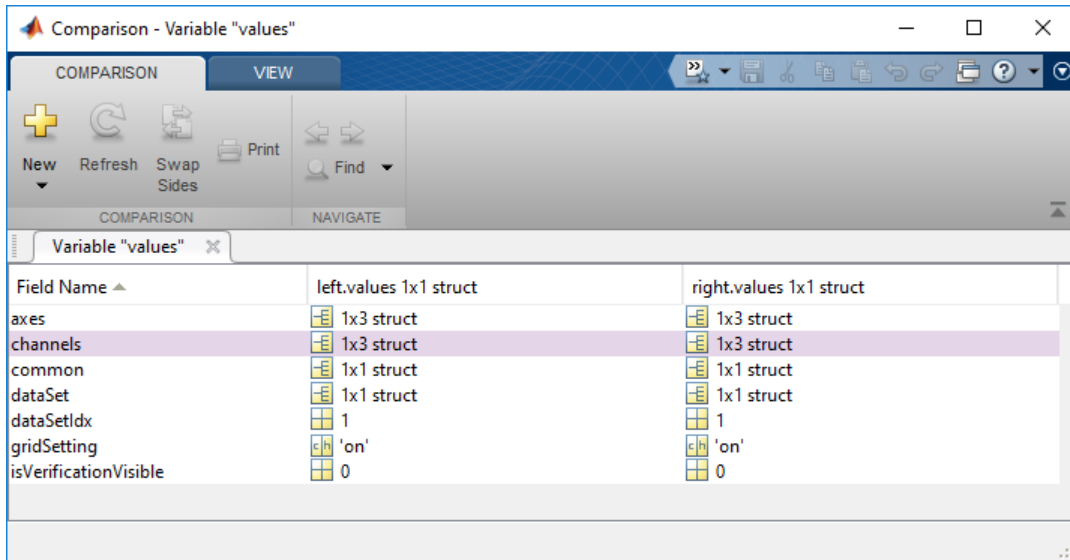 Comparison - Variable "values"
COMPARISON VIEW
New Refresh Swap Sides Print Find
COMPARISON NAVIGATE
Variable "values"
Field Name left.values 1x1 struct right.values 1x1 struct
axes 1x3 struct 1x3 struct
channels 1x3 struct 1x3 struct
common 1x1 struct 1x1 struct
dataSet 1x1 struct 1x1 struct
dataSetIdx 1 1
gridSetting ch 'on' ch 'on'
isVerificationVisible 0 0